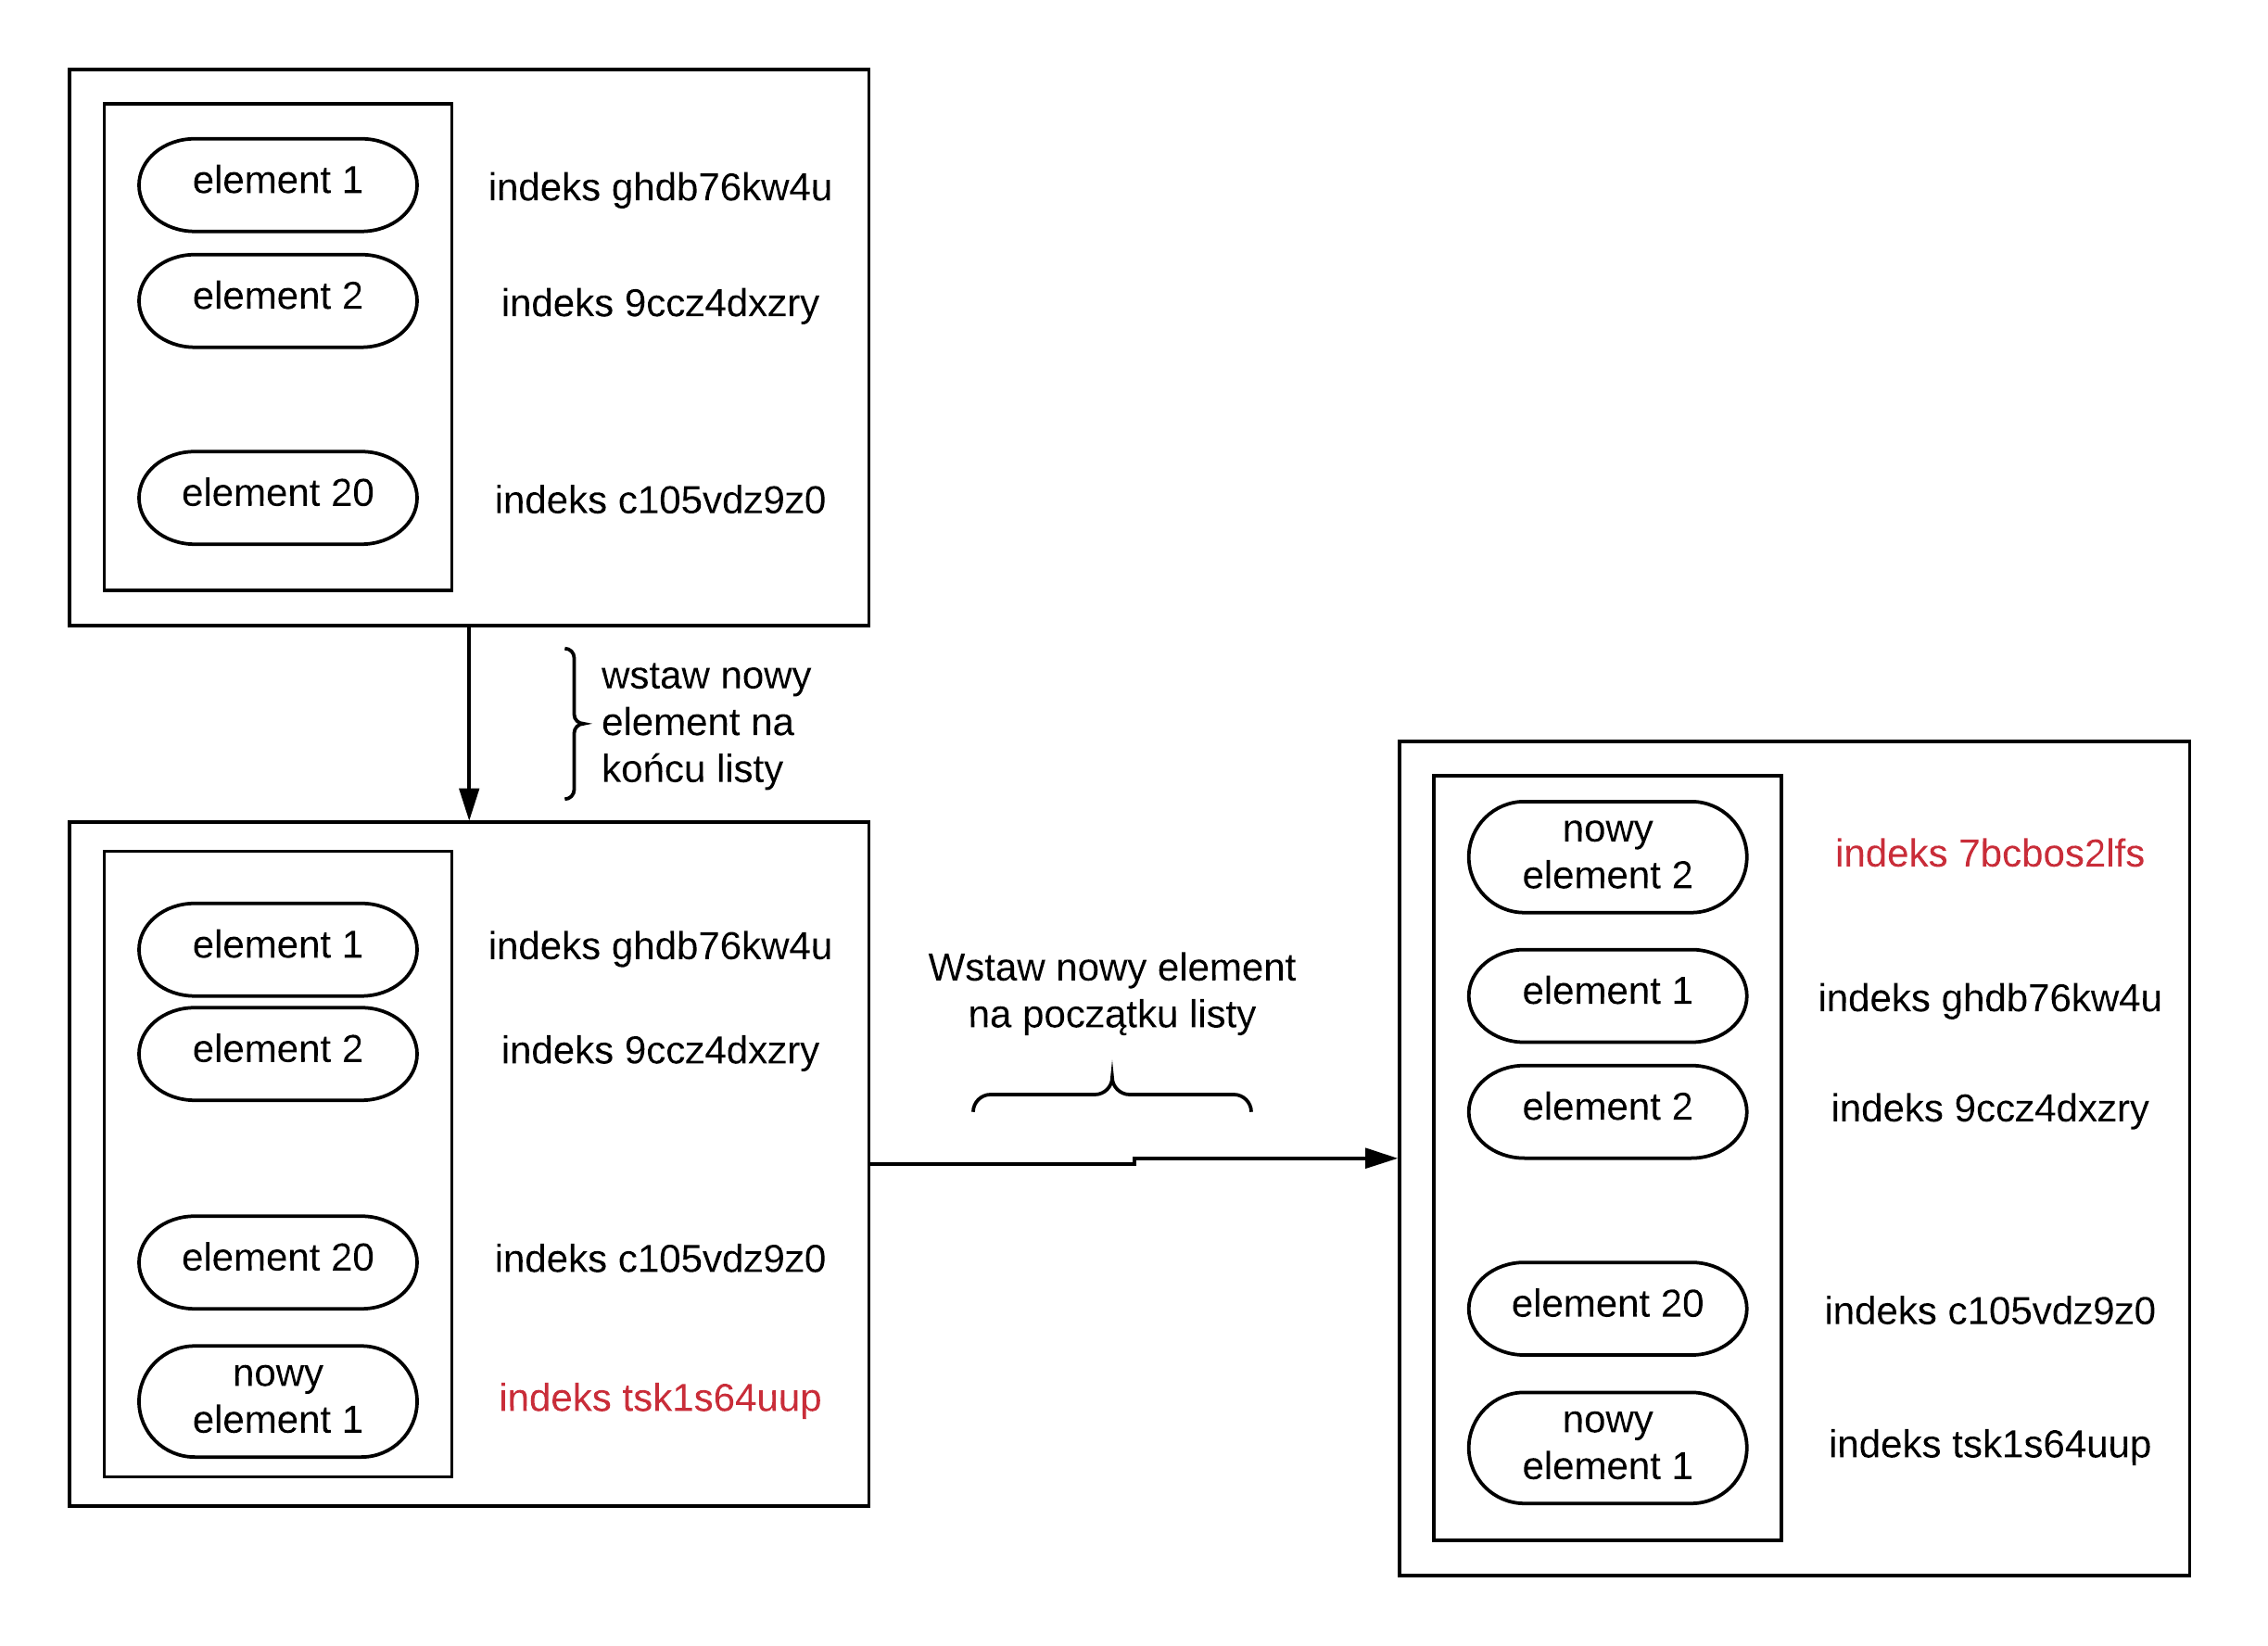 element 1
indeks ghdb76kw4u
element 2
indeks 9ccz4dxzry
element 20
indeks c105vdz9z0
wstaw nowy
element na
końcu listy
element 1
indeks ghdb76kw4u
element 2
indeks 9ccz4dxzry
element 20
indeks c105vdz9z0
nowy
element 1
indeks tsk1s64uup
Wstaw nowy element
na początku listy
nowy
element 2
indeks 7bcbos2lfs
element 1
indeks ghdb76kw4u
element 2
indeks 9ccz4dxzry
element 20
indeks c105vdz9z0
nowy
element 1
indeks tsk1s64uup